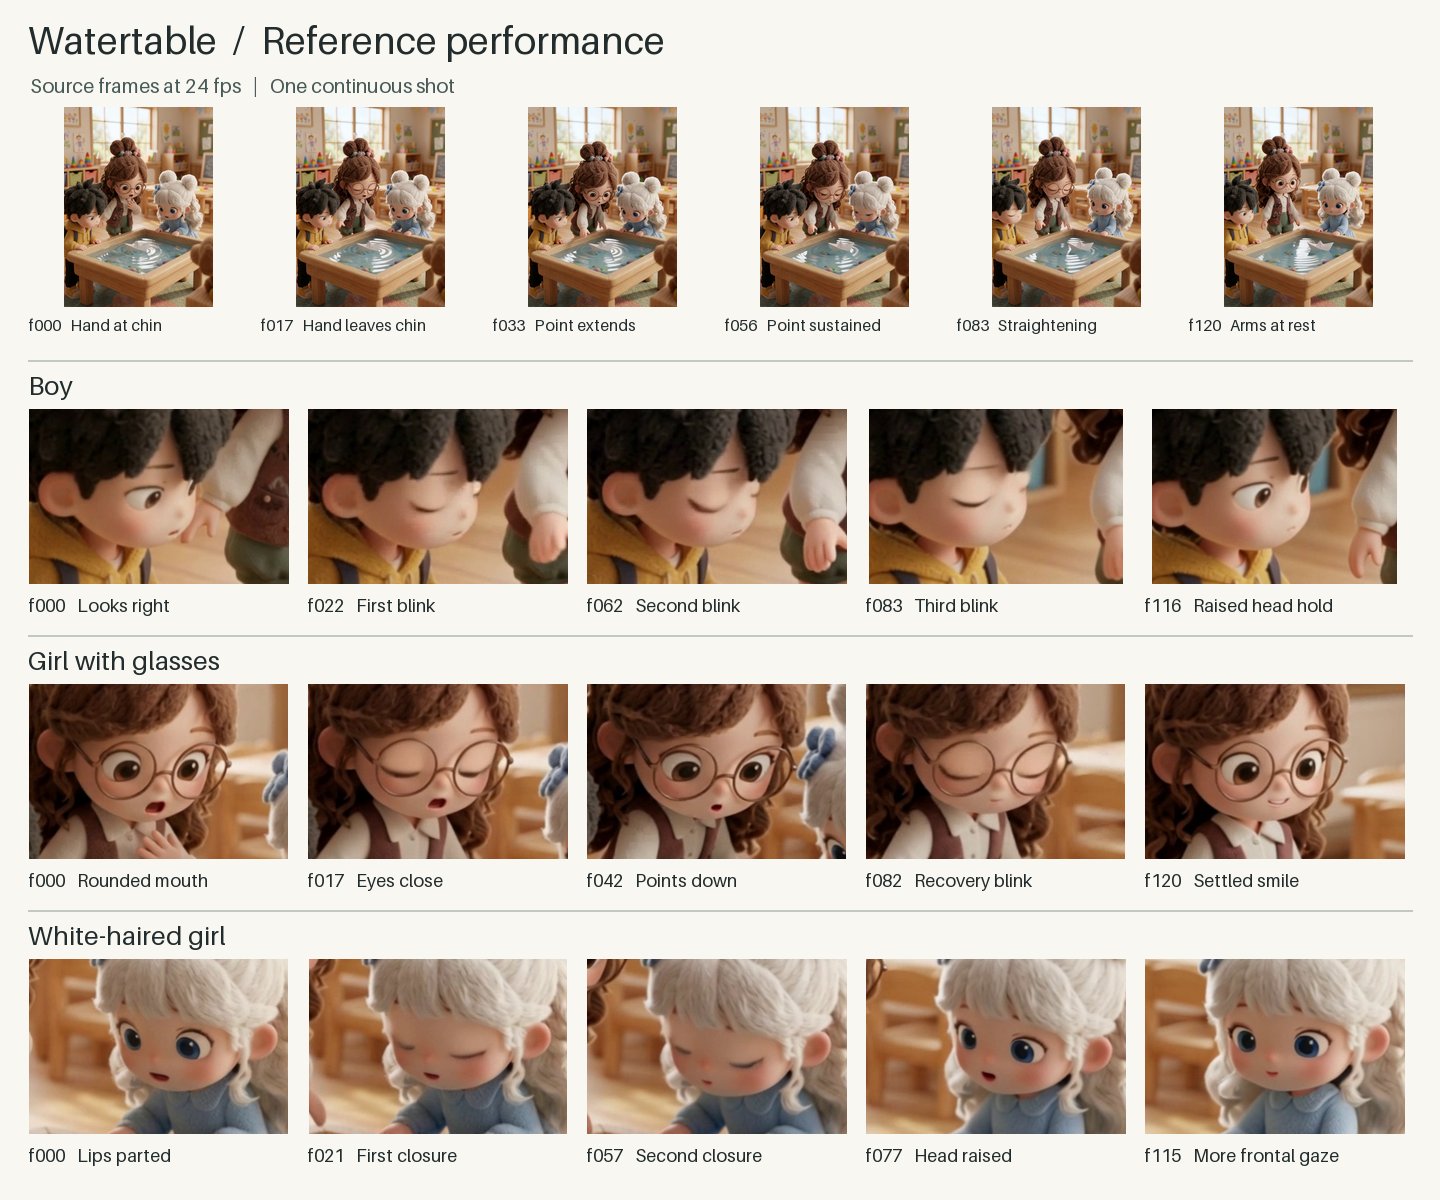 Watertable / Reference performance
Source frames at 24 fps | One continuous shot
f000 Hand at chin
f017 Hand leaves chin
f033 Point extends
f056 Point sustained
f083 Straightening
f120 Arms at rest
Boy
f000 Looks right
f022 First blink
f062 Second blink
f083 Third blink
f116 Raised head hold
Girl with glasses
f000 Rounded mouth
f017 Eyes close
f042 Points down
f082 Recovery blink
f120 Settled smile
White-haired girl
f000 Lips parted
f021 First closure
f057 Second closure
f077 Head raised
f115 More frontal gaze